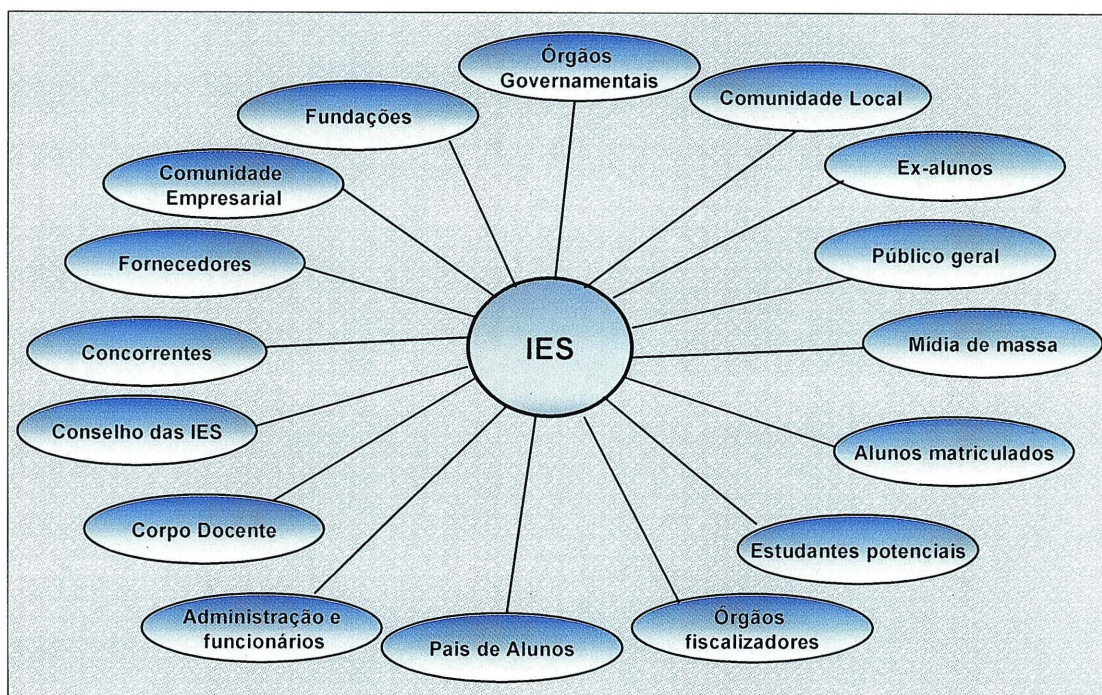 Órgãos
Governamentais
Comunidade Local
Fundações
Ex-alunos
Comunidade
Empresarial
Público geral
Fornecedores
IES
Mídia de massa
Concorrentes
Conselho das IES
Alunos matriculados
Corpo Docente
Estudantes potenciais
Administração e
funcionários
Pais de Alunos
Órgãos
fiscalizadores